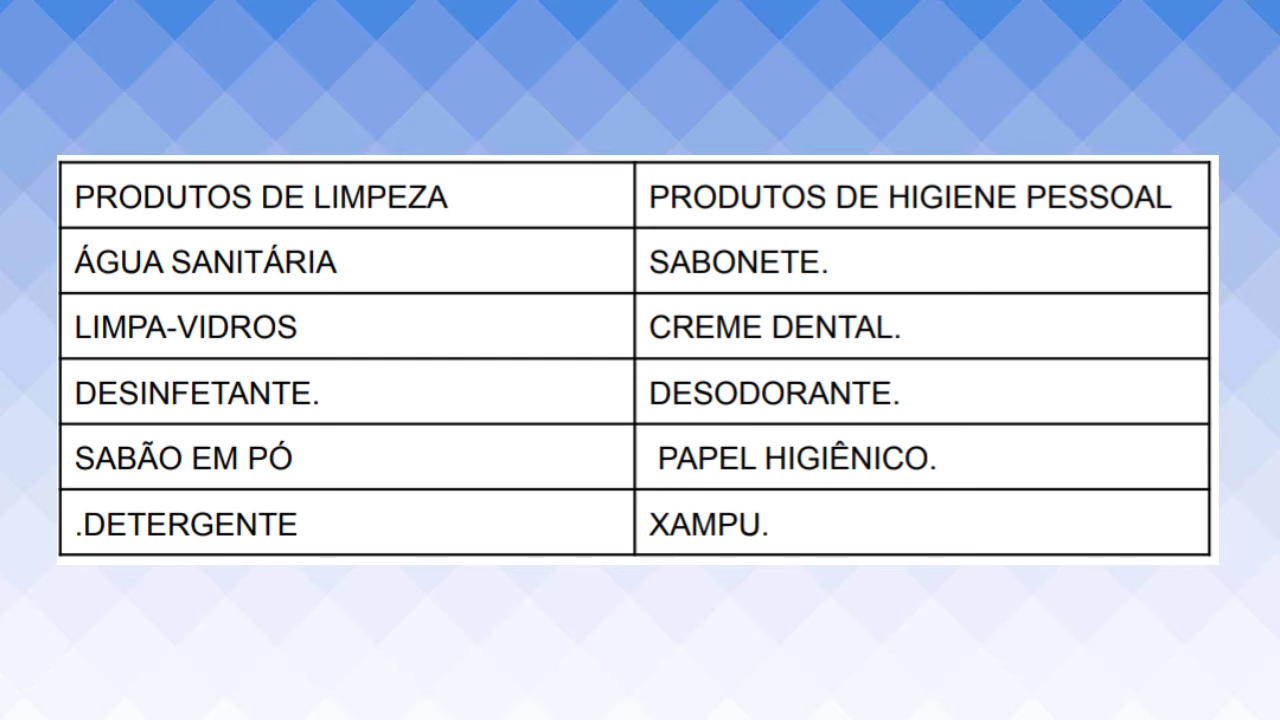 PRODUTOS DE LIMPEZA
PRODUTOS DE HIGIENE PESSOAL
ÁGUA SANITÁRIA
SABONETE.
LIMPA-VIDROS
CREME DENTAL.
DESINFETANTE.
DESODORANTE.
SABÃO EM PÓ
PAPEL HIGIÊNICO.
.DETERGENTE
XAMPU.